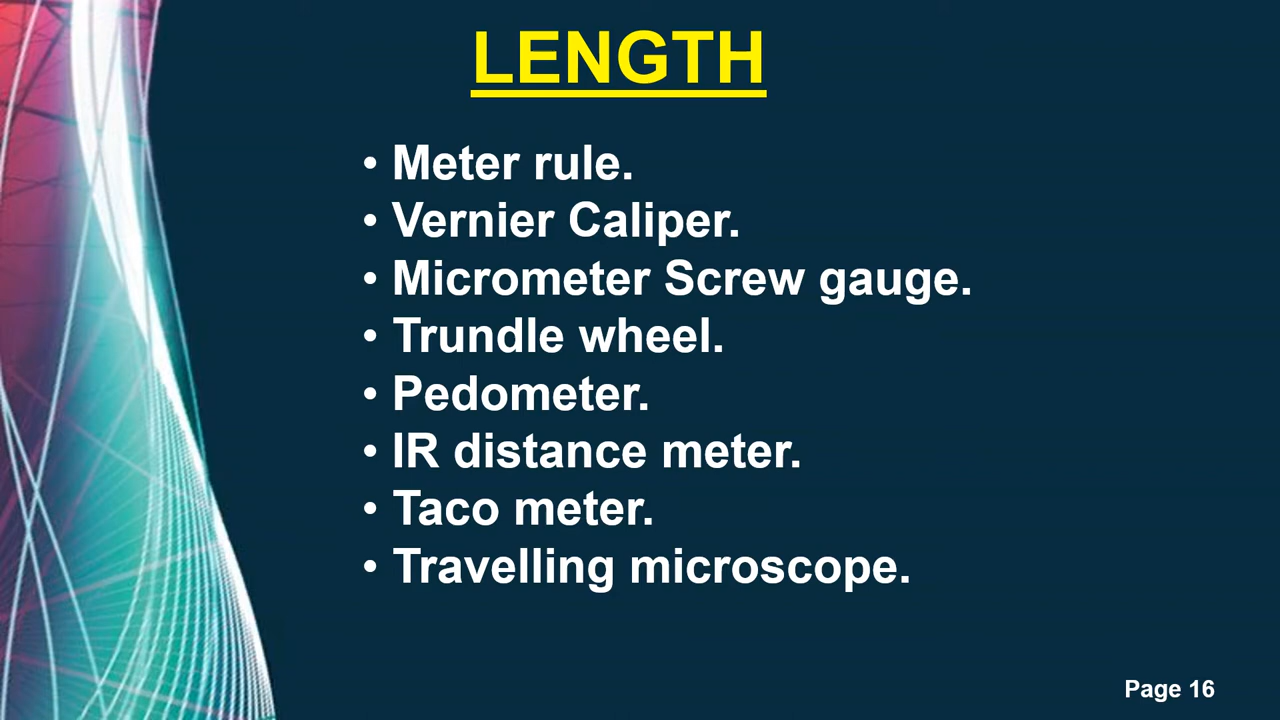 LENGTH
• Meter rule.
• Vernier Caliper.
• Micrometer Screw gauge.
• Trundle wheel.
• Pedometer.
• IR distance meter.
• Taco meter.
• Travelling microscope.
Page 16